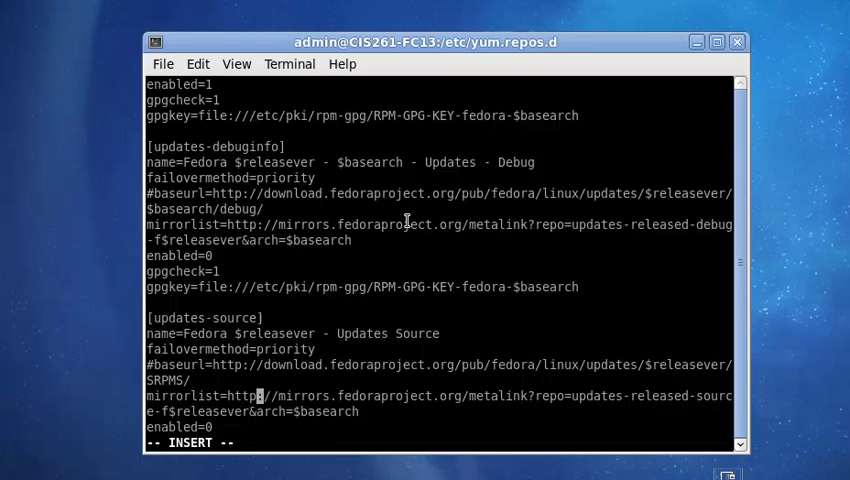 admin@CIS261-FC13:/etc/yum.repos.d
File Edit View Terminal Help
enabled=1
gpgcheck=1
gpgkey=file:///etc/pki/rpm-gpg/RPM-GPG-KEY-fedora-$basearch
[updates-debuginfo]
name=Fedora $releasever - $basearch - Updates - Debug
failovermethod=priority
#baseurl=http://download.fedoraproject.org/pub/fedora/linux/updates/$releasever/
$basearch/debug/
mirrorlist=http://mirrors.fedoraproject.org/metalink?repo=updates-released-debug
-f$releasever&arch=$basearch
enabled=0
gpgcheck=1
gpgkey=file:///etc/pki/rpm-gpg/RPM-GPG-KEY-fedora-$basearch
[updates-source]
name=Fedora $releasever - Updates Source
failovermethod=priority
#baseurl=http://download.fedoraproject.org/pub/fedora/linux/updates/$releasever/
SRPMS/
mirrorlist=http://mirrors.fedoraproject.org/metalink?repo=updates-released-sourc
e-f$releasever&arch=$basearch
enabled=0
-- INSERT --